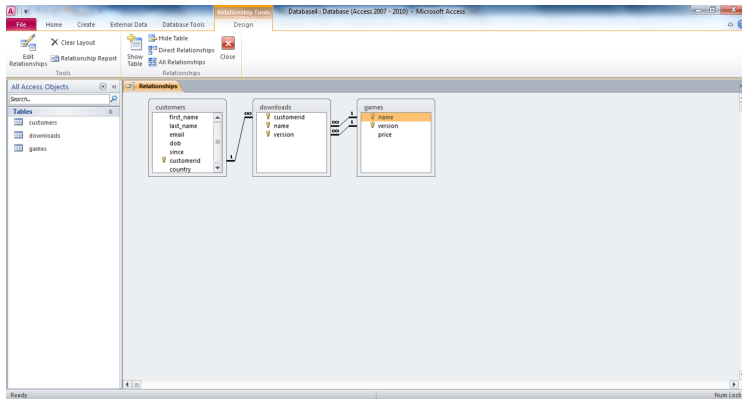 A
Relationship Tools
Database4 : Database (Access 2007 - 2010) - Microsoft Access
File Home Create External Data Database Tools Design
Edit Relationships
Clear Layout
Relationship Report
Tools
Show Table
Hide Table
Direct Relationships
All Relationships
Close
Relationships
All Access Objects
Search...
Tables
customers
downloads
games
Relationships
customers
first_name
last_name
email
dob
since
customerid
country
1
∞
downloads
customerid
name
version
∞ 1
∞ 1
games
name
version
price
Ready
Num Lock